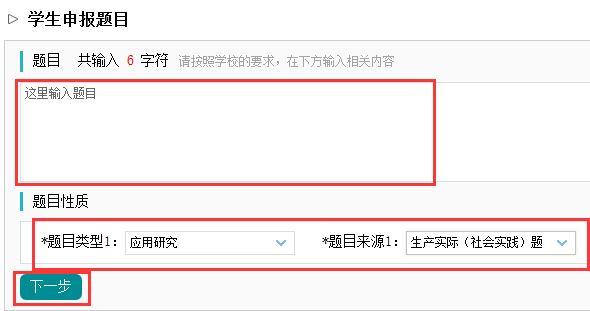 学生申报题目
题目 共输入 6 字符 请按照学校的要求，在下方输入相关内容
这里输入题目
题目性质
*题目类型1： 应用研究 *题目来源1： 生产实际（社会实践）题
下一步